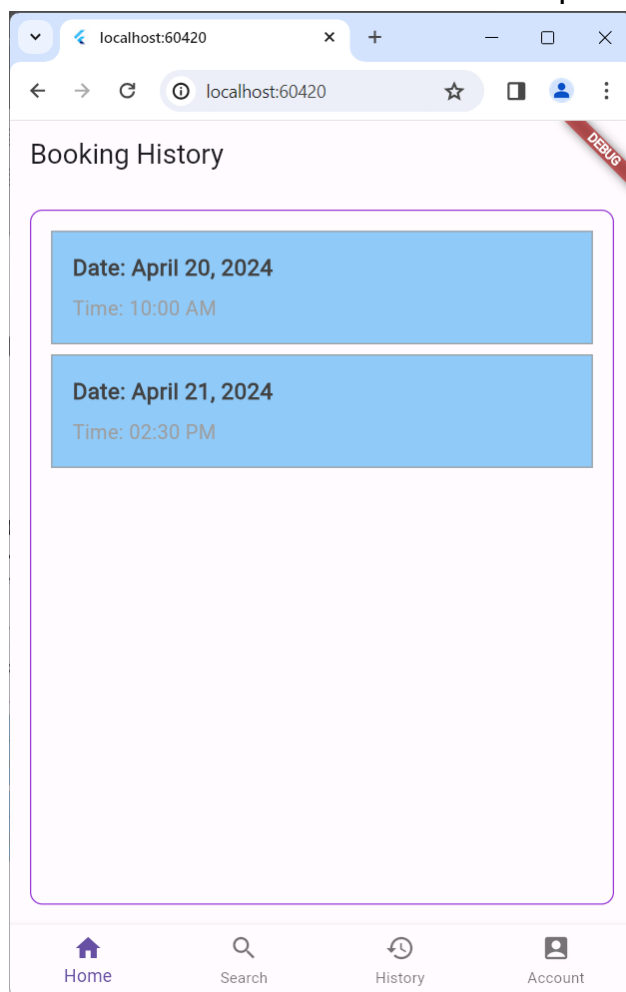 localhost:60420
localhost:60420
DEBUG
Booking History
Date: April 20, 2024
Time: 10:00 AM
Date: April 21, 2024
Time: 02:30 PM
Home
Search
History
Account